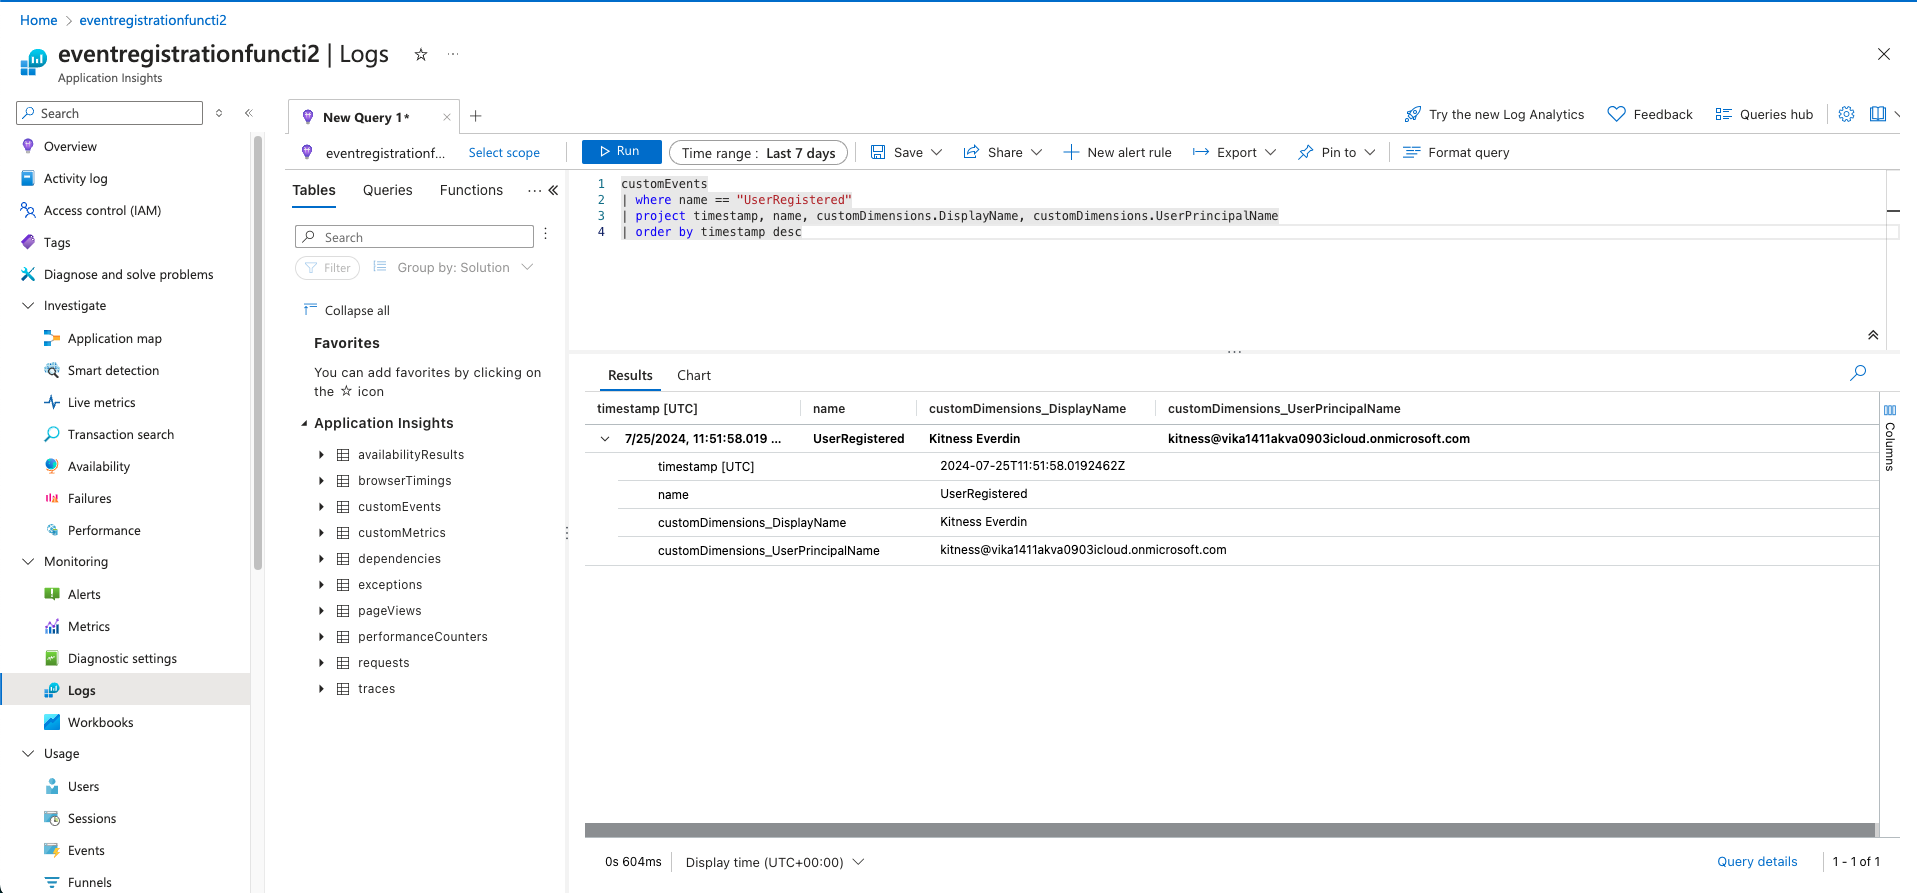 Home > eventregistrationfuncti2
eventregistrationfuncti2 | Logs
Application Insights
Search
Overview
Activity log
Access control (IAM)
Tags
Diagnose and solve problems
Investigate
Application map
Smart detection
Live metrics
Transaction search
Availability
Failures
Performance
Monitoring
Alerts
Metrics
Diagnostic settings
Logs
Workbooks
Usage
Users
Sessions
Events
Funnels
New Query 1*
Try the new Log Analytics Feedback Queries hub
eventregistrationf... Select scope Run Time range : Last 7 days Save Share New alert rule Export Pin to Format query
Tables Queries Functions
Search
Filter Group by: Solution
Collapse all
Favorites
You can add favorites by clicking on
the ☆ icon
Application Insights
availabilityResults
browserTimings
customEvents
customMetrics
dependencies
exceptions
pageViews
performanceCounters
requests
traces
1 customEvents
2 | where name == "UserRegistered"
3 | project timestamp, name, customDimensions.DisplayName, customDimensions.UserPrincipalName
4 | order by timestamp desc
Results Chart
timestamp [UTC] name customDimensions_DisplayName customDimensions_UserPrincipalName
7/25/2024, 11:51:58.019 ... UserRegistered Kitness Everdin kitness@vika1411akva0903icloud.onmicrosoft.com
timestamp [UTC] 2024-07-25T11:51:58.0192462Z
name UserRegistered
customDimensions_DisplayName Kitness Everdin
customDimensions_UserPrincipalName kitness@vika1411akva0903icloud.onmicrosoft.com
Columns
0s 604ms Display time (UTC+00:00) Query details 1 - 1 of 1